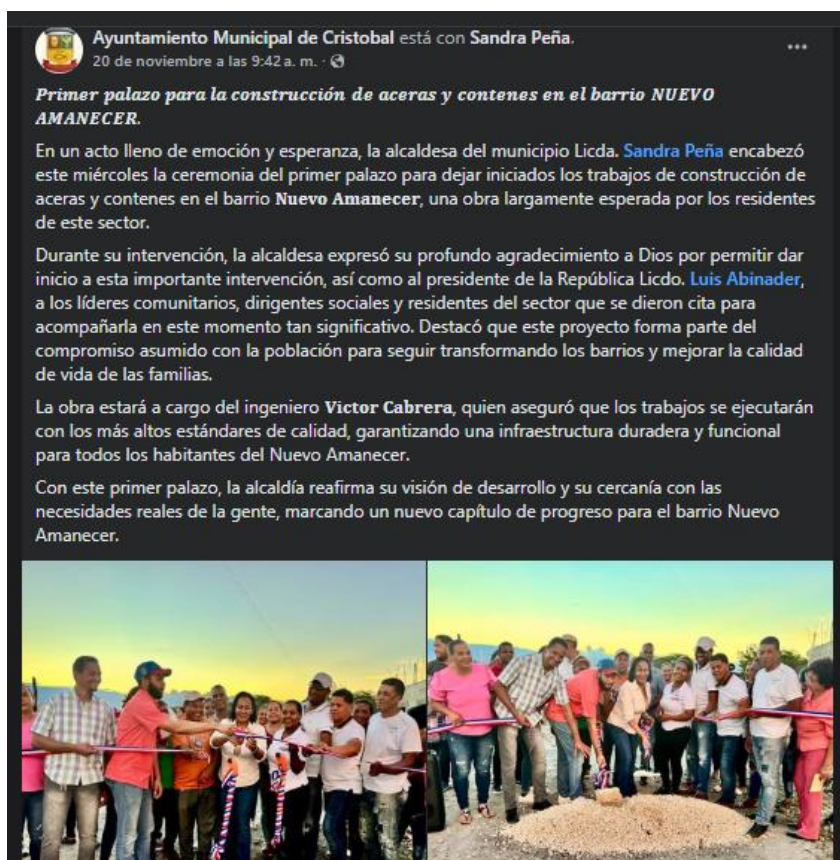 Ayuntamiento Municipal de Cristobal está con Sandra Peña.
20 de noviembre a las 9:42 a. m. ·
Primer palazo para la construcción de aceras y contenes en el barrio NUEVO
AMANECER.
En un acto lleno de emoción y esperanza, la alcaldesa del municipio Licda. Sandra Peña encabezó
este miércoles la ceremonia del primer palazo para dejar iniciados los trabajos de construcción de
aceras y contenes en el barrio Nuevo Amanecer, una obra largamente esperada por los residentes
de este sector.
Durante su intervención, la alcaldesa expresó su profundo agradecimiento a Dios por permitir dar
inicio a esta importante intervención, así como al presidente de la República Licdo. Luis Abinader,
a los líderes comunitarios, dirigentes sociales y residentes del sector que se dieron cita para
acompañarla en este momento tan significativo. Destacó que este proyecto forma parte del
compromiso asumido con la población para seguir transformando los barrios y mejorar la calidad
de vida de las familias.
La obra estará a cargo del ingeniero Victor Cabrera, quien aseguró que los trabajos se ejecutarán
con los más altos estándares de calidad, garantizando una infraestructura duradera y funcional
para todos los habitantes del Nuevo Amanecer.
Con este primer palazo, la alcaldía reafirma su visión de desarrollo y su cercanía con las
necesidades reales de la gente, marcando un nuevo capítulo de progreso para el barrio Nuevo
Amanecer.